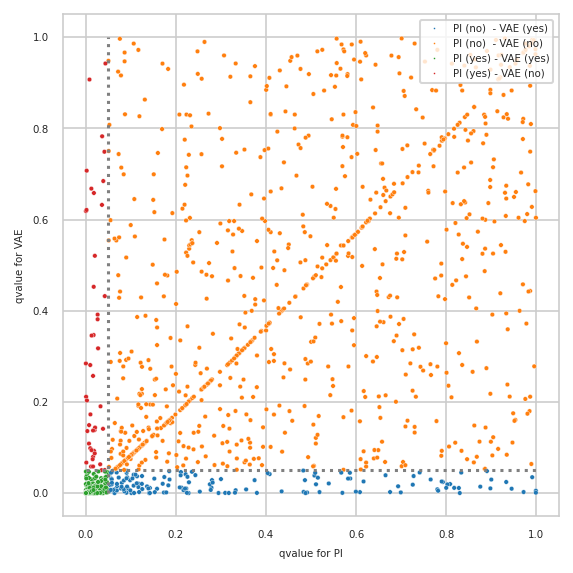 PI (no)  - VAE (yes)
PI (no)  - VAE (no)
PI (yes) - VAE (yes)
PI (yes) - VAE (no)
qvalue for VAE
1.0
0.8
0.6
0.4
0.2
0.0
0.0 0.2 0.4 0.6 0.8 1.0
qvalue for PI